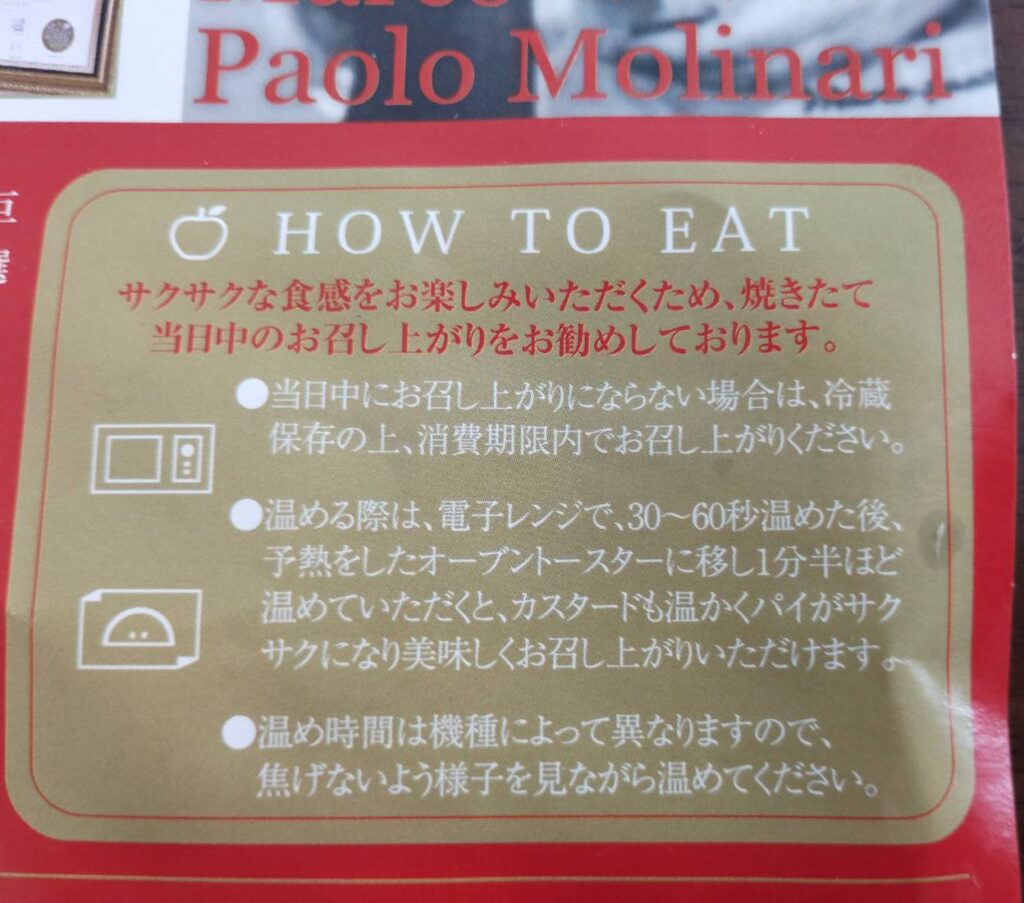 Paolo Molinari
HOW TO EAT
サクサクな食感をお楽しみいただくため、焼きたて
当日中のお召し上がりをお勧めしております。
●当日中にお召し上がりにならない場合は、冷蔵
保存の上、消費期限内でお召し上がりください。
●温める際は、電子レンジで、30〜60秒温めた後、
予熱をしたオーブントースターに移し1分半ほど
温めていただくと、カスタードも温かくパイがサク
サクになり美味しくお召し上がりいただけます。
●温め時間は機種によって異なりますので、
焦げないよう様子を見ながら温めてください。